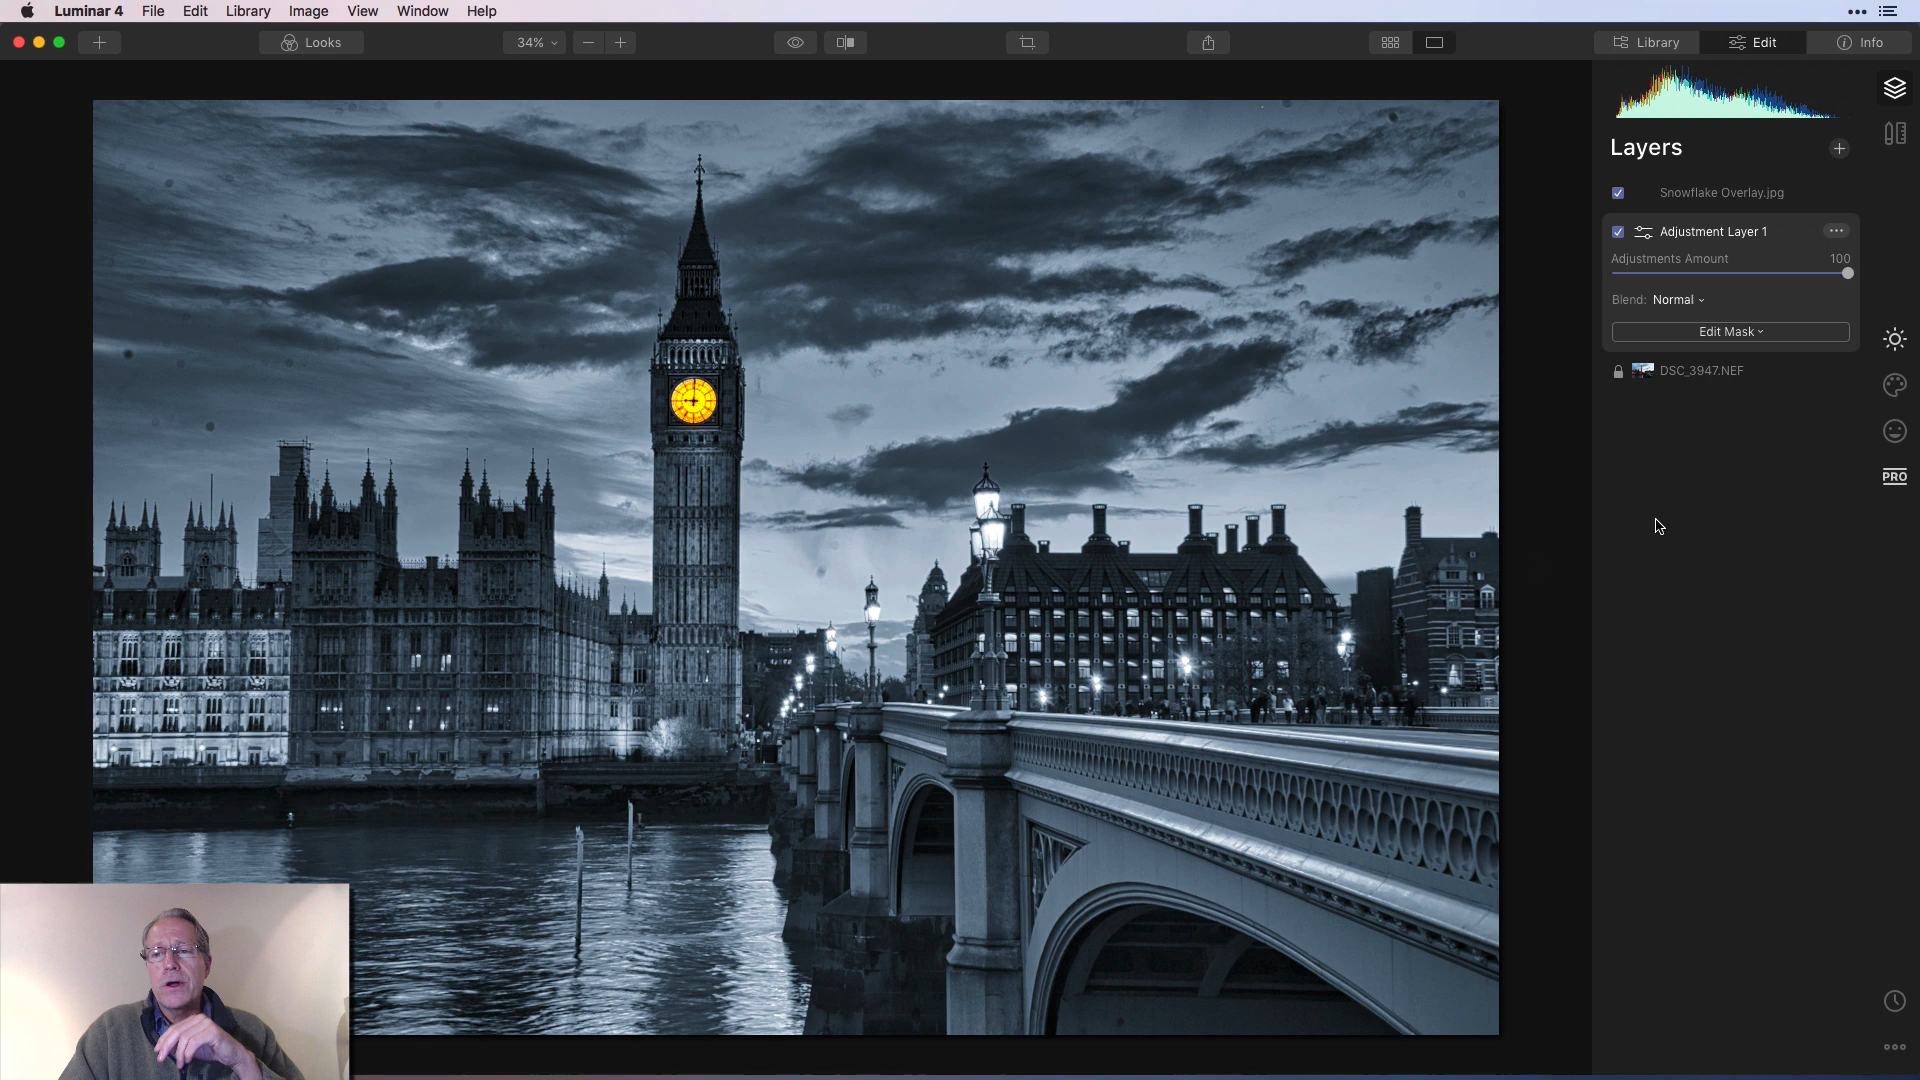 Luminar 4 File Edit Library Image View Window Help
Looks 34% Library Edit Info
Layers
Snowflake Overlay.jpg
Adjustment Layer 1
Adjustments Amount 100
Blend: Normal
Edit Mask
DSC_3947.NEF
PRO